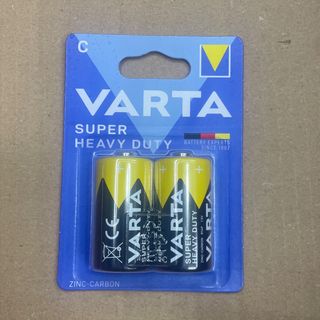 C
VARTA
SUPER
HEAVY DUTY
BATTERY EXPERTS
SINCE 1887
VARTA
SUPER
HEAVY DUTY
VARTA
SUPER
HEAVY DUTY
ZINC-CARBON